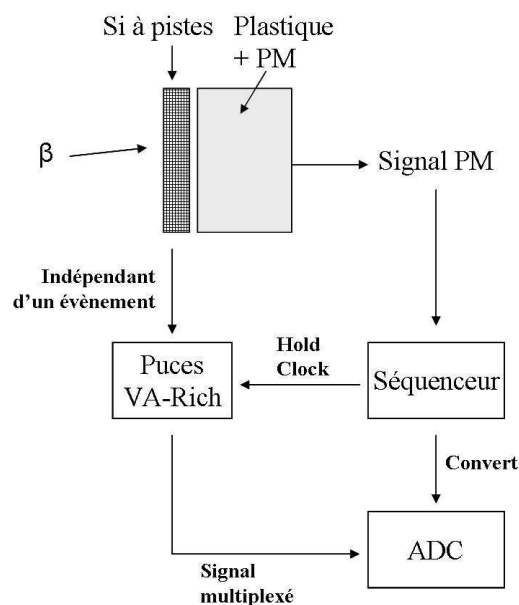 Si à pistes
Plastique
+ PM
β
Signal PM
Indépendant
d'un évènement
Hold
Clock
Puces
VA-Rich
Séquenceur
Convert
ADC
Signal
multiplexé